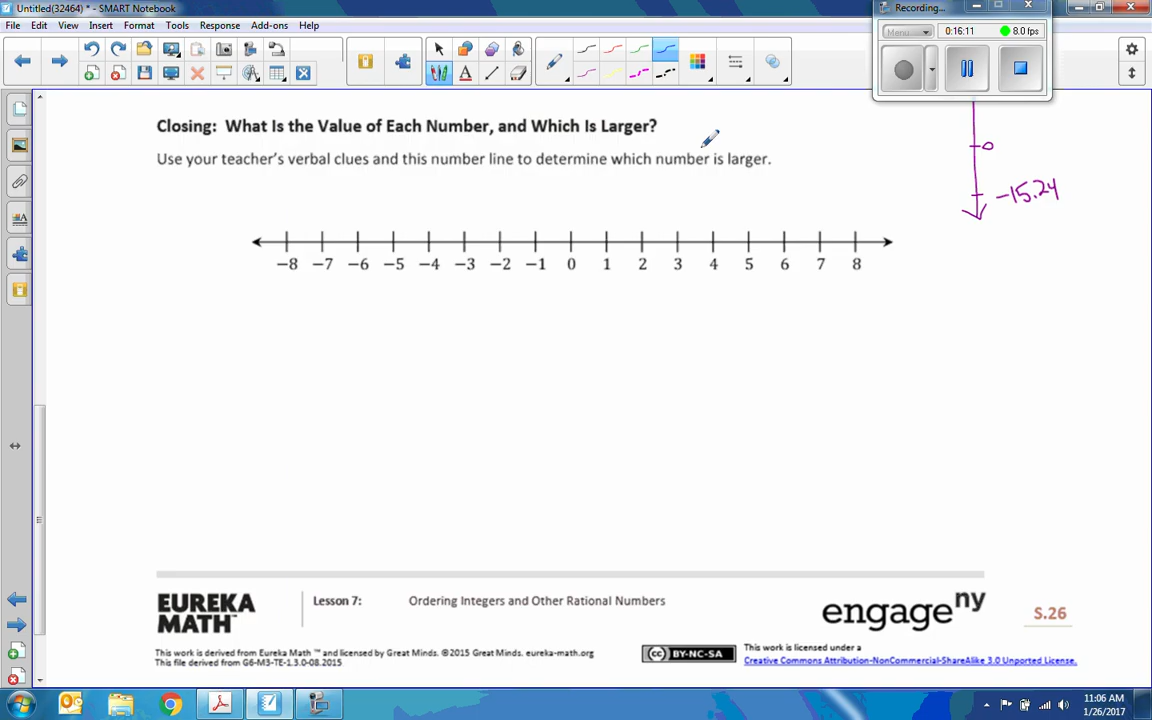 Untitled(32464) * - SMART Notebook
Recording...
File Edit View Insert Format Tools Response Add-ons Help
Menu
0:16:11
8.0 fps
Closing: What Is the Value of Each Number, and Which Is Larger?
Use your teacher's verbal clues and this number line to determine which number is larger.
0
-15.24
−8 −7 −6 −5 −4 −3 −2 −1 0 1 2 3 4 5 6 7 8
EUREKA
MATH™
Lesson 7: Ordering Integers and Other Rational Numbers
engage ny
S.26
This work is derived from Eureka Math ™ and licensed by Great Minds. ©2015 Great Minds. eureka-math.org
This file derived from G6-M3-TE-1.3.0-08.2015
(cc) BY-NC-SA
This work is licensed under a
Creative Commons Attribution-NonCommercial-ShareAlike 3.0 Unported License.
11:06 AM
1/26/2017